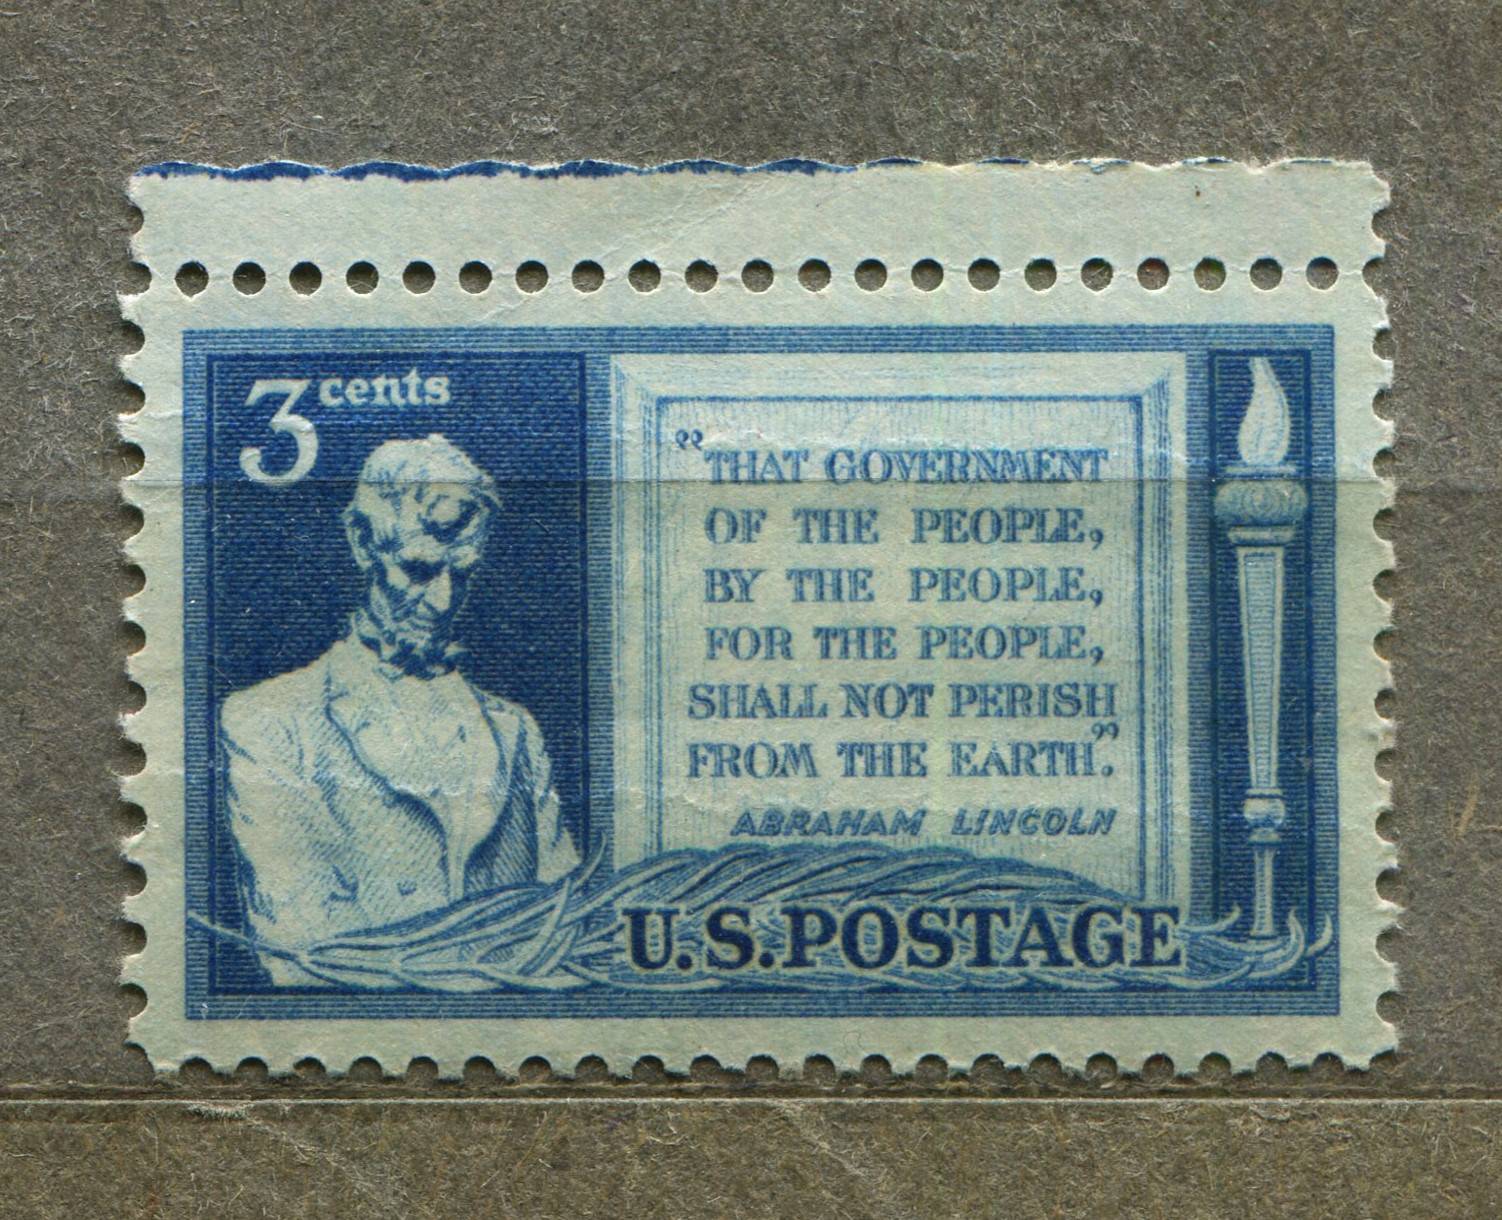 3 cents
“THAT GOVERNMENT
OF THE PEOPLE,
BY THE PEOPLE,
FOR THE PEOPLE,
SHALL NOT PERISH
FROM THE EARTH.”
ABRAHAM LINCOLN
U.S.POSTAGE